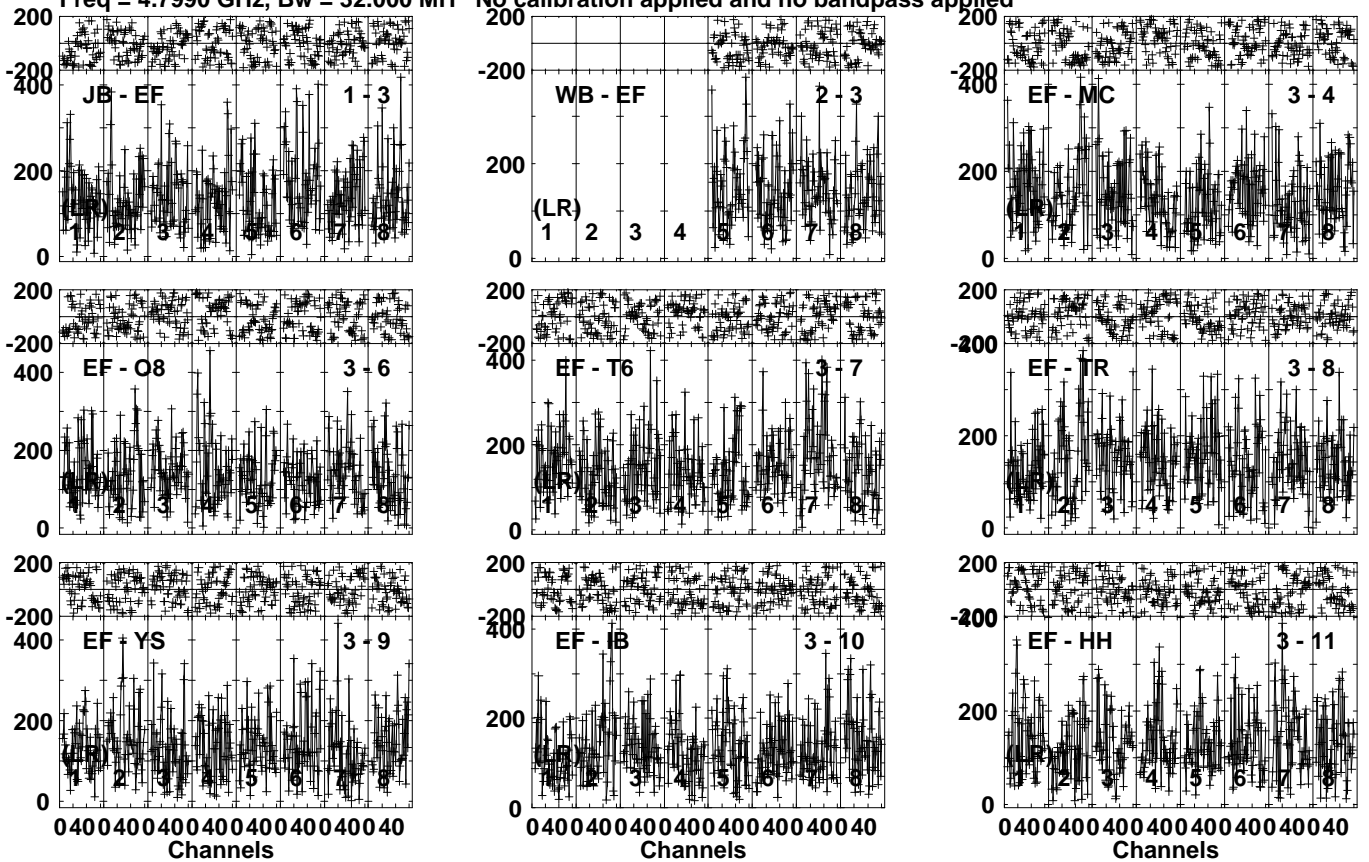 Freq = 4.7990 GHz, Bw = 32.000 MH No calibration applied and no bandpass applied
200 200 200
-200 -200 -200
400 400 400
JB - EF 1 - 3 WB - EF 2 - 3 EF - MC 3 - 4
200 200 200
(LR) (LR) (LR)
1 2 3 4 5 6 7 8 1 2 3 4 5 6 7 8 1 2 3 4 5 6 7 8
0 0 0
200 200 200
-200 -200 -200
400 400 400
EF - O8 3 - 6 EF - T6 3 - 7 EF - TR 3 - 8
200 200 200
(LR) (LR) (LR)
1 2 3 4 5 6 7 8 1 2 3 4 5 6 7 8 1 2 3 4 5 6 7 8
0 0 0
200 200 200
-200 -200 -200
400 400 400
EF - YS 3 - 9 EF - IB 3 - 10 EF - HH 3 - 11
200 200 200
(LR) (LR) (LR)
1 2 3 4 5 6 7 8 1 2 3 4 5 6 7 8 1 2 3 4 5 6 7 8
0 0 0
0 40 0 40 0 40 0 40 0 40 0 40 0 40 0 40 0 40 0 40 0 40 0 40 0 40 0 40 0 40 0 40 0 40 0 40 0 40 0 40 0 40 0 40 0 40 0 40
Channels Channels Channels